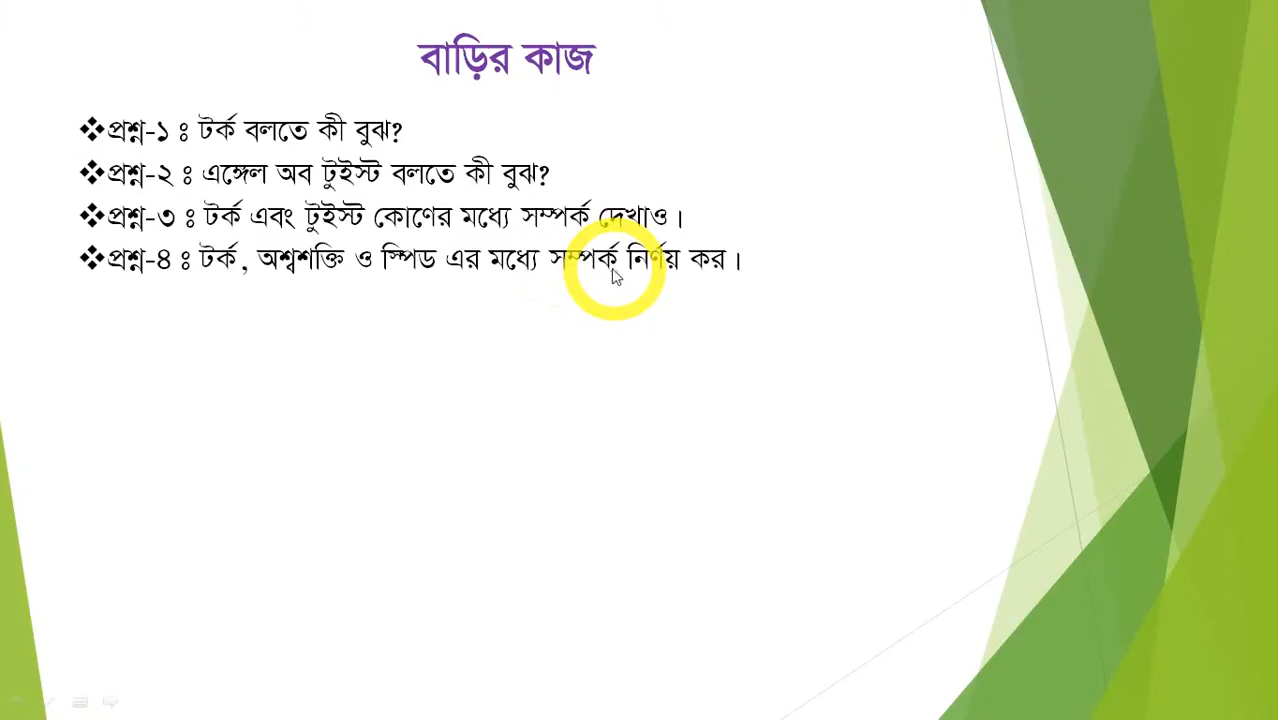 বাড়ির কাজ
❖প্রশ্ন-১ ঃ টর্ক বলতে কী বুঝ?
❖প্রশ্ন-২ ঃ এঙ্গেল অব টুইস্ট বলতে কী বুঝ?
❖প্রশ্ন-৩ ঃ টর্ক এবং টুইস্ট কোণের মধ্যে সম্পর্ক দেখাও।
❖প্রশ্ন-৪ ঃ টর্ক, অশ্বশক্তি ও স্পিড এর মধ্যে সম্পর্ক নির্ণয় কর।